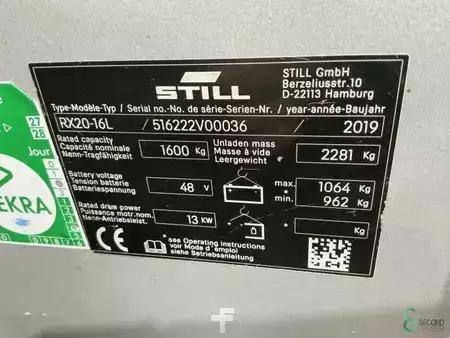 STILL
STILL GmbH
Berzeliusstr.10
D-22113 Hamburg
Type-Modèle-Typ / Serial no.-No. de série-Serien-Nr. / year-année-Baujahr
RX20-16L / 516222V00036 / 2019
Rated capacity
Capacité nominale
Nenn-Tragfähigkeit
1600 Kg
Unladen mass
Masse à vide
Leergewicht
2281 Kg
Battery voltage
Tension batterie
Batteriespannung
48 V
max. 1064 Kg
* min. 962 Kg
Rated drive power
Puissance motr.nom.
Nenn-Antriebsleist.
13 KW
* Kg
* see Operating instructions
voir Mode d'emploi
siehe Betriebsanleitung
27
28
Jour
EKRA
SECOND